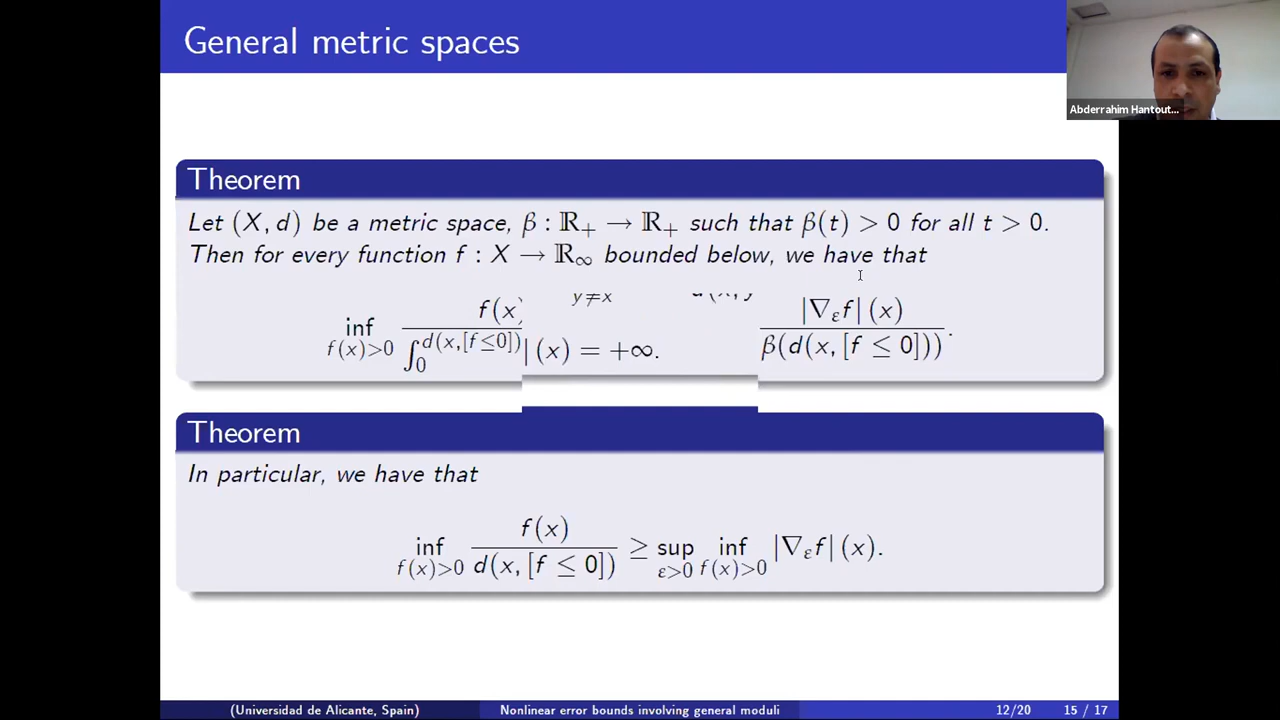 General metric spaces
Abderrahim Hantout...
Theorem
Let (X, d) be a metric space, β : ℝ₊ → ℝ₊ such that β(t) > 0 for all t > 0.
Then for every function f : X → ℝ∞ bounded below, we have that
y≠x
inf f(x)>0 f(x) / ∫₀^d(x,[f≤0]) |(x) = +∞. |∇εf| (x) / β(d(x, [f ≤ 0])) .
Theorem
In particular, we have that
inf f(x)>0 f(x) / d(x, [f ≤ 0]) ≥ sup ε>0 inf f(x)>0 |∇εf| (x).
(Universidad de Alicante, Spain) Nonlinear error bounds involving general moduli 12/20 15 / 17